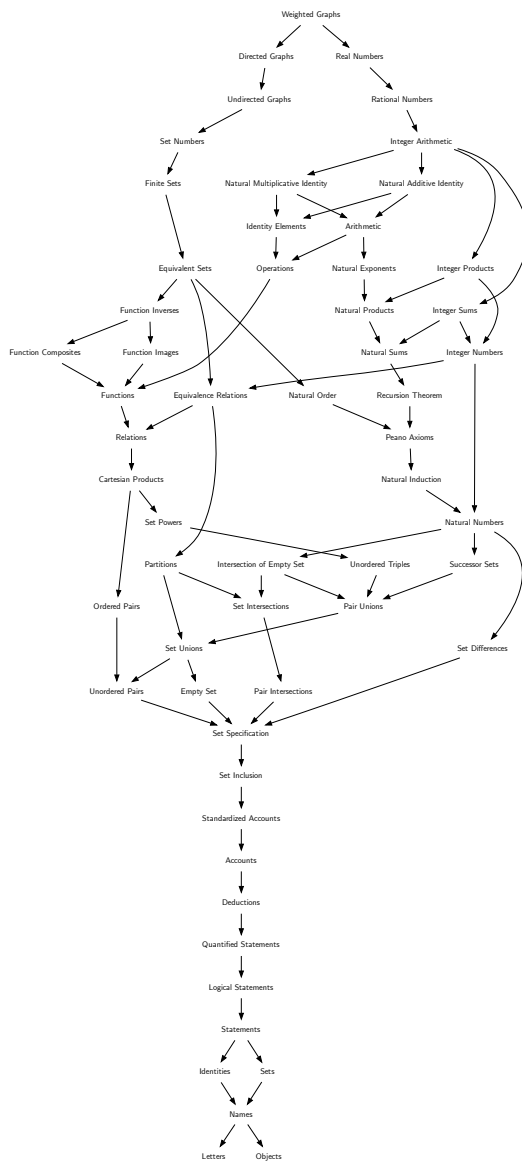 Weighted Graphs
Directed Graphs Real Numbers
Undirected Graphs Rational Numbers
Set Numbers Integer Arithmetic
Finite Sets Natural Multiplicative Identity Natural Additive Identity
Identity Elements Arithmetic
Equivalent Sets Operations Natural Exponents Integer Products
Function Inverses Natural Products Integer Sums
Function Composites Function Images Natural Sums Integer Numbers
Functions Equivalence Relations Natural Order Recursion Theorem
Relations Peano Axioms
Cartesian Products Natural Induction
Set Powers Natural Numbers
Partitions Intersection of Empty Set Unordered Triples Successor Sets
Ordered Pairs Set Intersections Pair Unions
Set Unions Set Differences
Unordered Pairs Empty Set Pair Intersections
Set Specification
Set Inclusion
Standardized Accounts
Accounts
Deductions
Quantified Statements
Logical Statements
Statements
Identities Sets
Names
Letters Objects